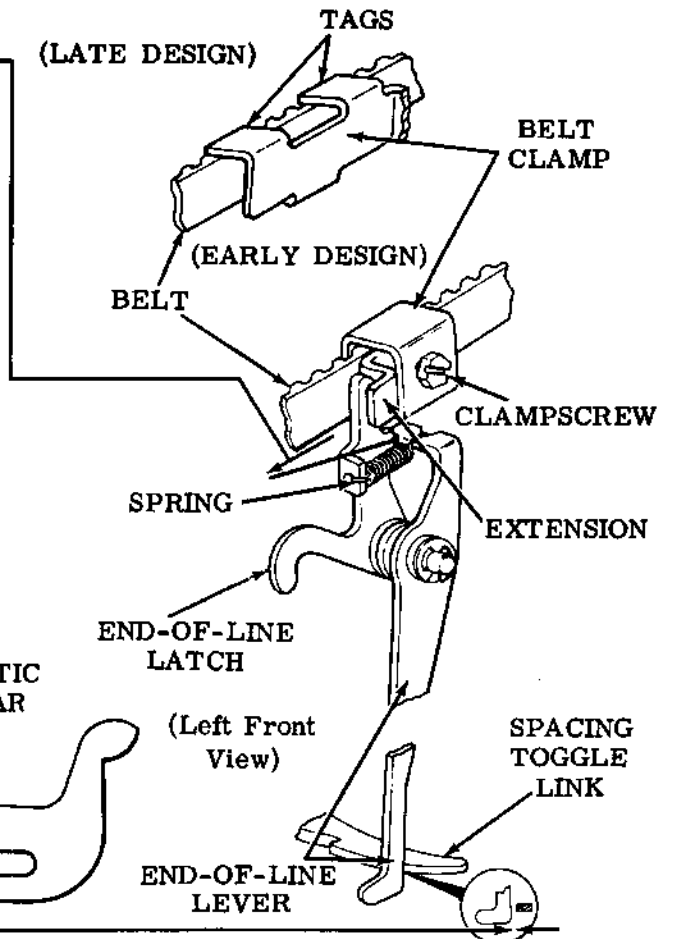 TAGS
(LATE DESIGN)
BELT
CLAMP
(EARLY DESIGN)
BELT
CLAMPSCREW
SPRING
EXTENSION
END-OF-LINE
LATCH
TIC
AR
(Left Front
View)
SPACING
TOGGLE
LINK
END-OF-LINE
LEVER